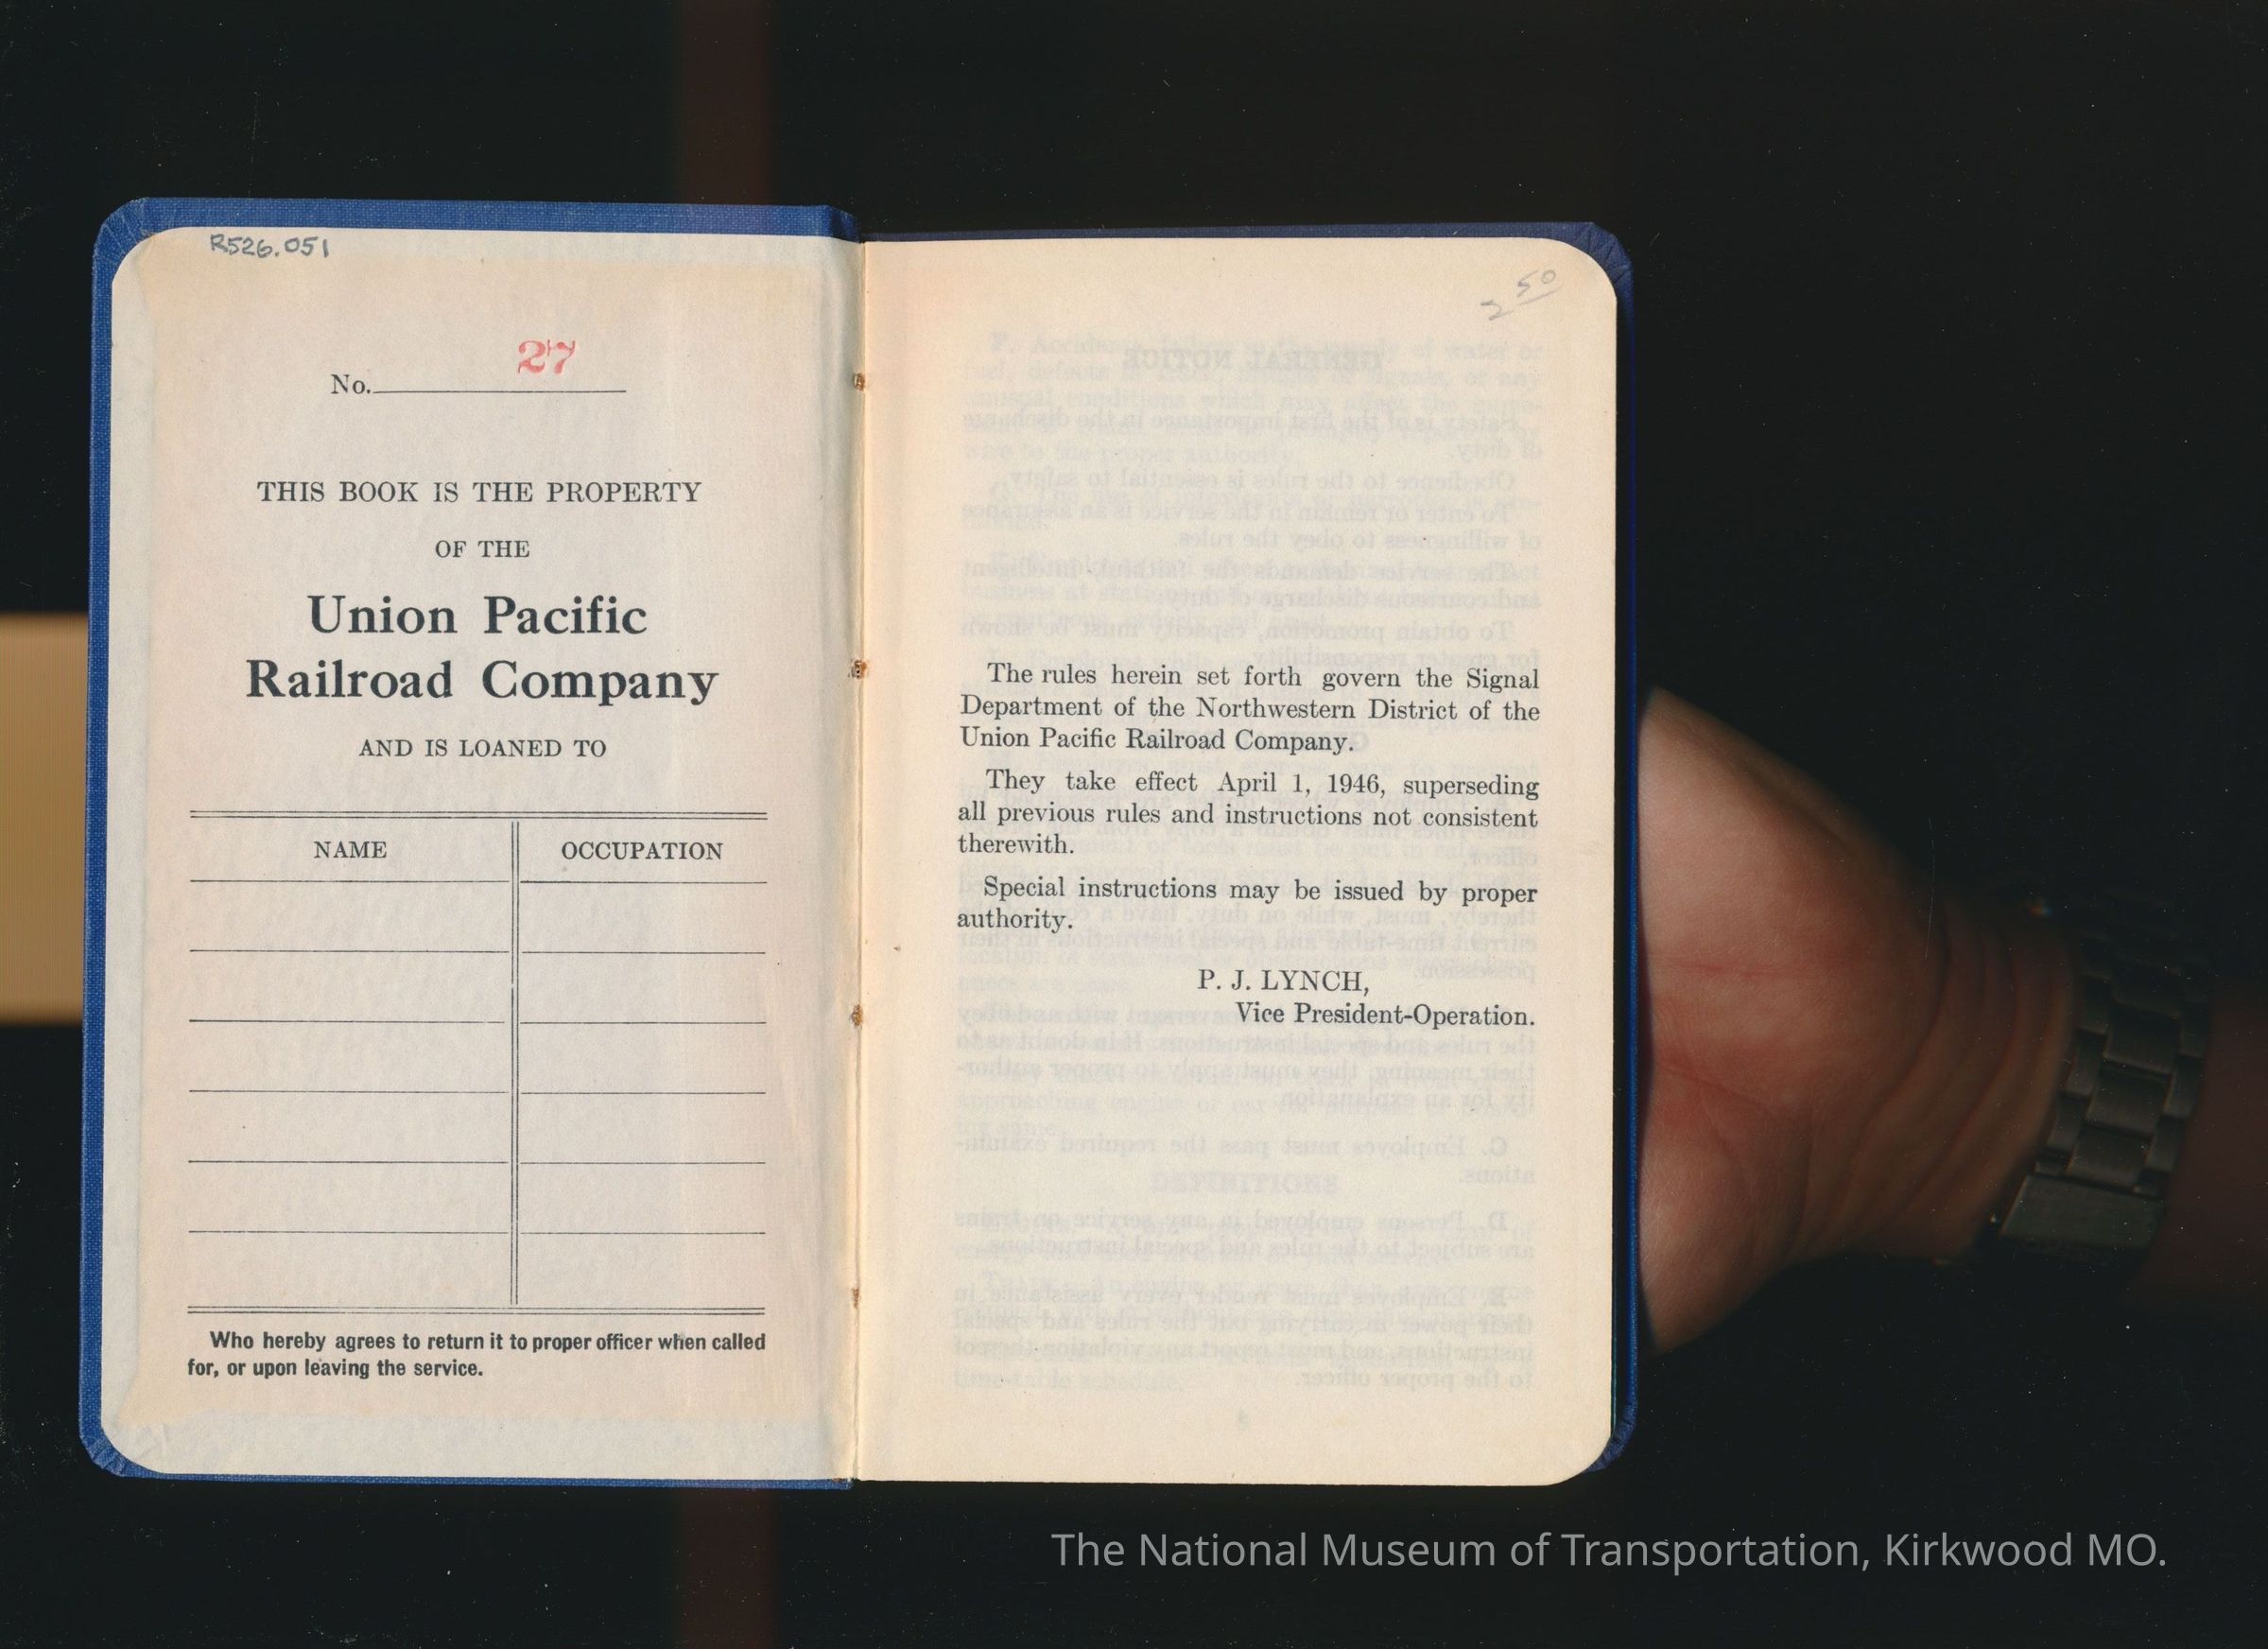 R526.051
No. 27
THIS BOOK IS THE PROPERTY
OF THE
Union Pacific
Railroad Company
AND IS LOANED TO
NAME OCCUPATION
Who hereby agrees to return it to proper officer when called
for, or upon leaving the service.
2 50
The rules herein set forth govern the Signal
Department of the Northwestern District of the
Union Pacific Railroad Company.
They take effect April 1, 1946, superseding
all previous rules and instructions not consistent
therewith.
Special instructions may be issued by proper
authority.
P. J. LYNCH,
Vice President-Operation.
The National Museum of Transportation, Kirkwood MO.